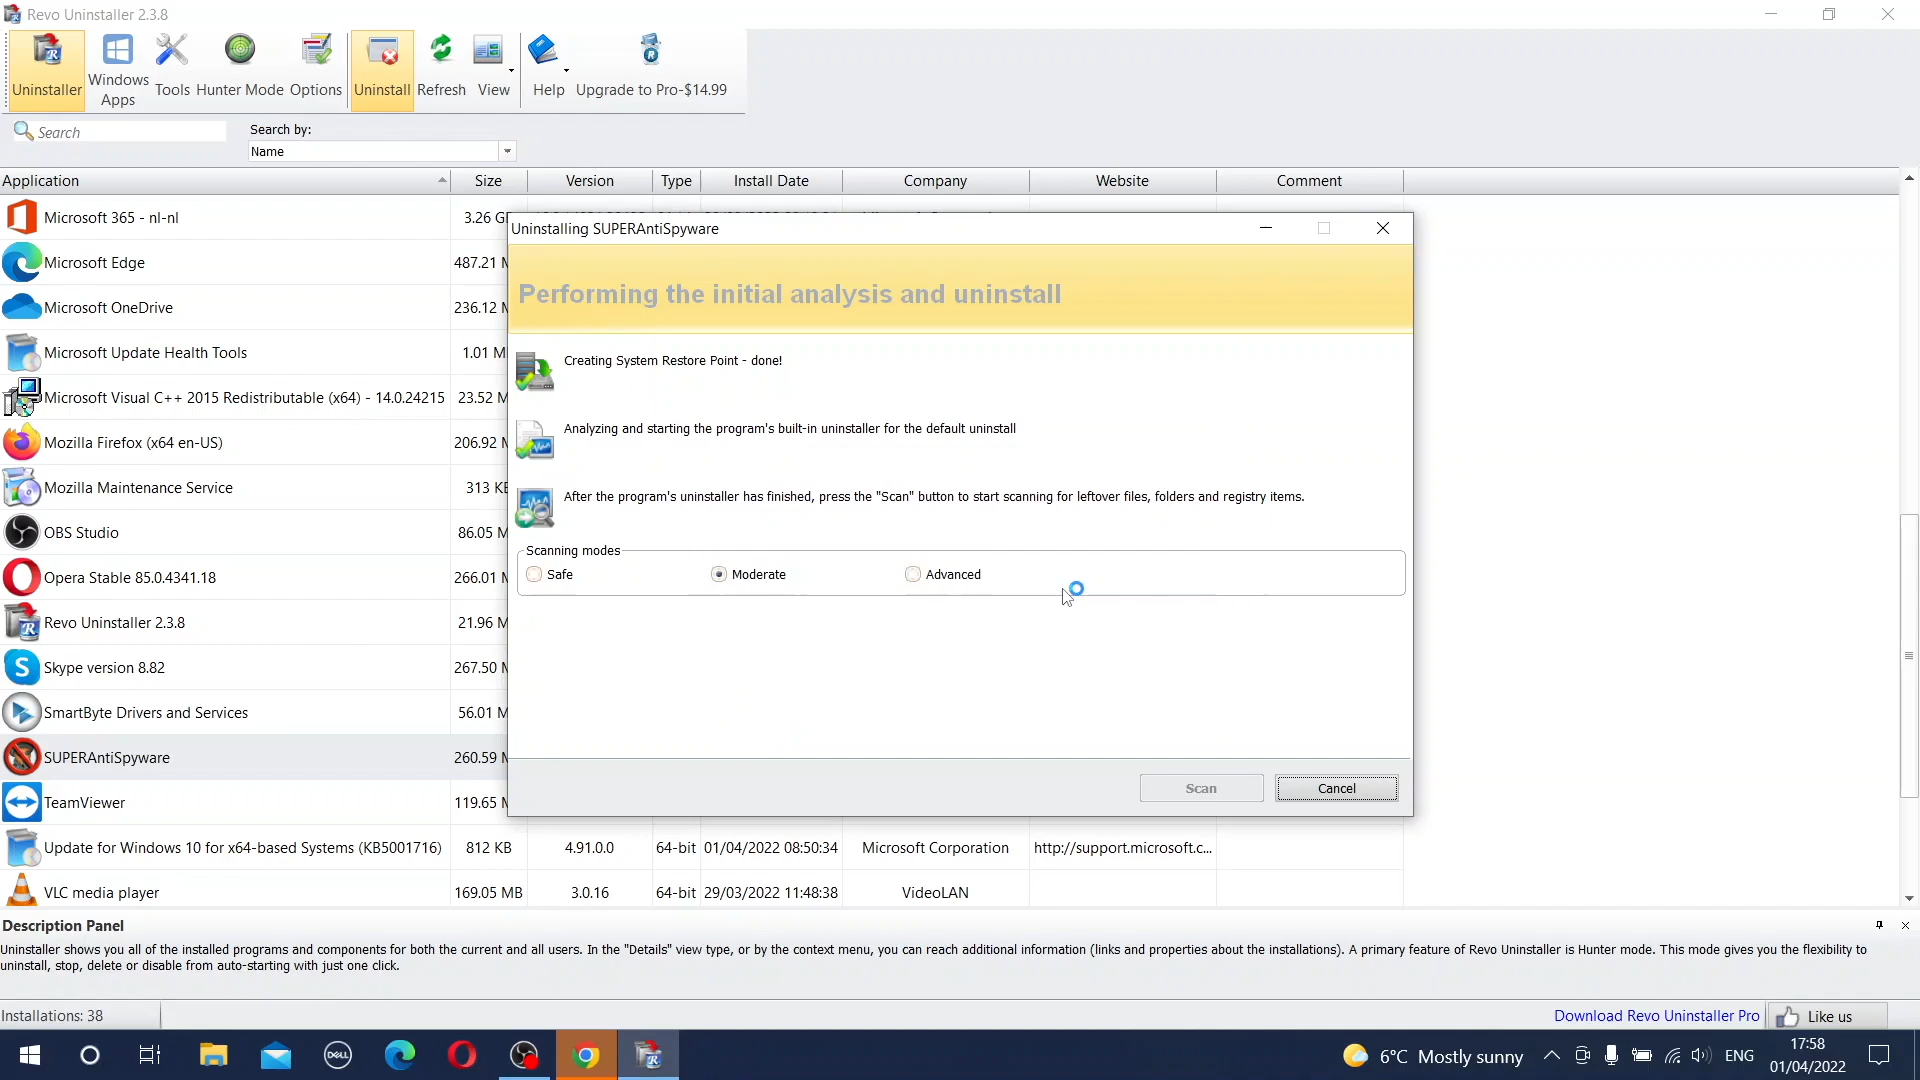 Revo Uninstaller 2.3.8
Uninstaller
Windows
Apps
Tools
Hunter Mode
Options
Uninstall
Refresh
View
Help
Upgrade to Pro-$14.99
Search
Search by:
Name
Application
Size
Version
Type
Install Date
Company
Website
Comment
Microsoft 365 - nl-nl
3.26
Microsoft Edge
487.21
Microsoft OneDrive
236.12
Microsoft Update Health Tools
1.01
Microsoft Visual C++ 2015 Redistributable (x64) - 14.0.24215
23.52
Mozilla Firefox (x64 en-US)
206.92
Mozilla Maintenance Service
313
OBS Studio
86.05
Opera Stable 85.0.4341.18
266.01
Revo Uninstaller 2.3.8
21.96
Skype version 8.82
267.50
SmartByte Drivers and Services
56.01
SUPERAntiSpyware
260.59
TeamViewer
119.65
Update for Windows 10 for x64-based Systems (KB5001716) 812 KB 4.91.0.0 64-bit 01/04/2022 08:50:34 Microsoft Corporation http://support.microsoft.c...
VLC media player 169.05 MB 3.0.16 64-bit 29/03/2022 11:48:38 VideoLAN
Uninstalling SUPERAntiSpyware
Performing the initial analysis and uninstall
Creating System Restore Point - done!
Analyzing and starting the program's built-in uninstaller for the default uninstall
After the program's uninstaller has finished, press the "Scan" button to start scanning for leftover files, folders and registry items.
Scanning modes
Safe
Moderate
Advanced
Scan
Cancel
Description Panel
Uninstaller shows you all of the installed programs and components for both the current and all users. In the "Details" view type, or by the context menu, you can reach additional information (links and properties about the installations). A primary feature of Revo Uninstaller is Hunter mode. This mode gives you the flexibility to
uninstall, stop, delete or disable from auto-starting with just one click.
Installations: 38
Download Revo Uninstaller Pro
Like us
DELL
6°C Mostly sunny
ENG
17:58
01/04/2022